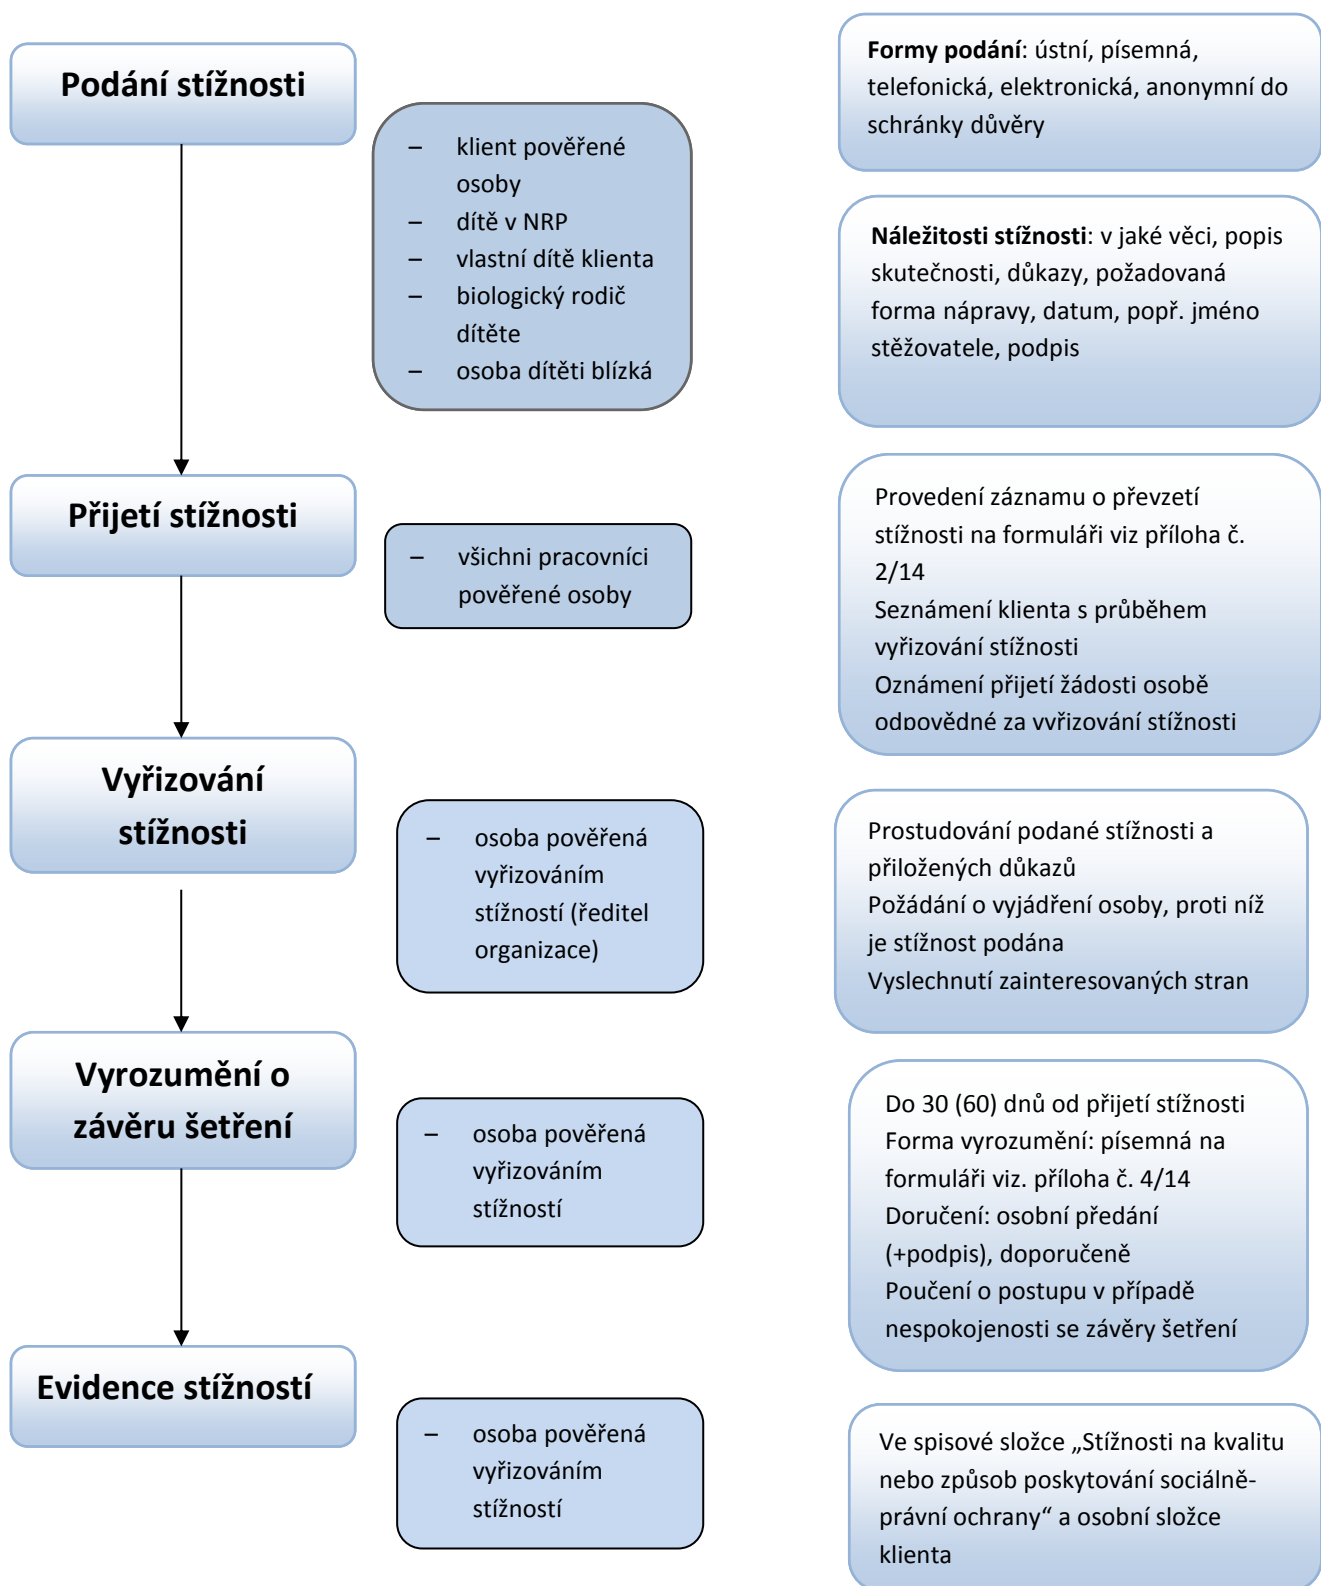 Podání stížnosti
– klient pověřené
osoby
– dítě v NRP
– vlastní dítě klienta
– biologický rodič
dítěte
– osoba dítěti blízká
Formy podání: ústní, písemná,
telefonická, elektronická, anonymní do
schránky důvěry
Náležitosti stížnosti: v jaké věci, popis
skutečnosti, důkazy, požadovaná
forma nápravy, datum, popř. jméno
stěžovatele, podpis
Přijetí stížnosti
– všichni pracovníci
pověřené osoby
Provedení záznamu o převzetí
stížnosti na formuláři viz příloha č.
2/14
Seznámení klienta s průběhem
vyřizování stížnosti
Oznámení přijetí žádosti osobě
odpovědné za vyřizování stížnosti
Vyřizování
stížnosti
– osoba pověřená
vyřizováním
stížností (ředitel
organizace)
Prostudování podané stížnosti a
přiložených důkazů
Požádání o vyjádření osoby, proti níž
je stížnost podána
Vyslechnutí zainteresovaných stran
Vyrozumění o
závěru šetření
– osoba pověřená
vyřizováním
stížností
Do 30 (60) dnů od přijetí stížnosti
Forma vyrozumění: písemná na
formuláři viz. příloha č. 4/14
Doručení: osobní předání
(+podpis), doporučeně
Poučení o postupu v případě
nespokojenosti se závěry šetření
Evidence stížností
– osoba pověřená
vyřizováním
stížností
Ve spisové složce „Stížnosti na kvalitu
nebo způsob poskytování sociálně-
právní ochrany“ a osobní složce
klienta